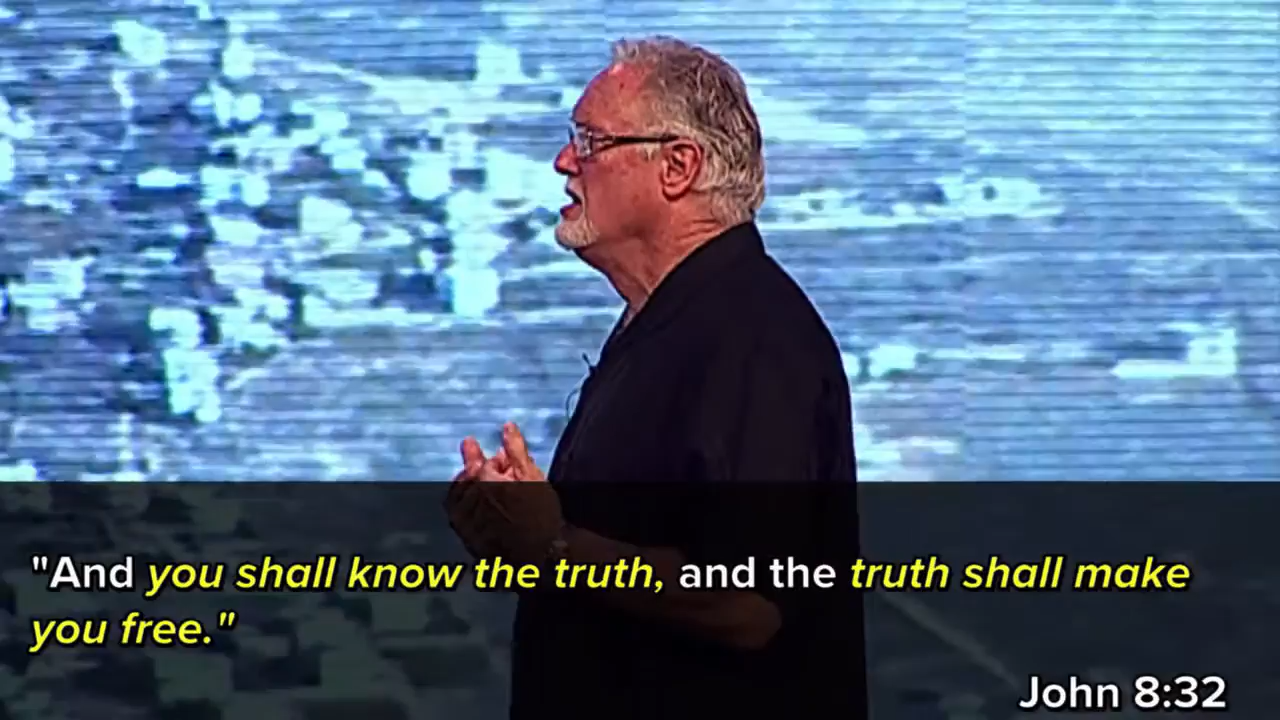 "And you shall know the truth, and the truth shall make
you free."
John 8:32